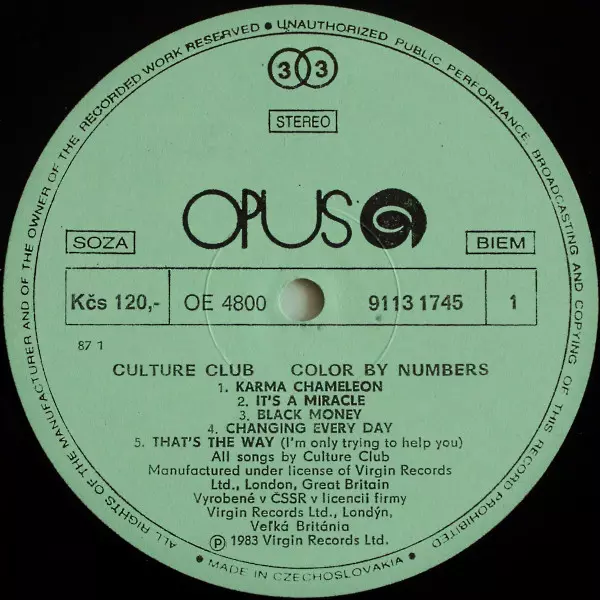 ALL RIGHTS OF THE MANUFACTURER AND OF THE OWNER OF THE RECORDED WORK RESERVED • UNAUTHORIZED PUBLIC PERFORMANCE, BROADCASTING AND COPYING OF THIS RECORD PROHIBITED
33
STEREO
OPUS
SOZA
BIEM
Kčs 120,-
OE 4800
9113 1745
1
87 1
CULTURE CLUB COLOR BY NUMBERS
1. KARMA CHAMELEON
2. IT'S A MIRACLE
3. BLACK MONEY
4. CHANGING EVERY DAY
5. THAT'S THE WAY (I'm only trying to help you)
All songs by Culture Club
Manufactured under license of Virgin Records
Ltd., London, Great Britain
Vyrobené v ČSSR v licencii firmy
Virgin Records Ltd., Londýn,
Veľká Británia
Ⓟ 1983 Virgin Records Ltd.
• MADE IN CZECHOSLOVAKIA •